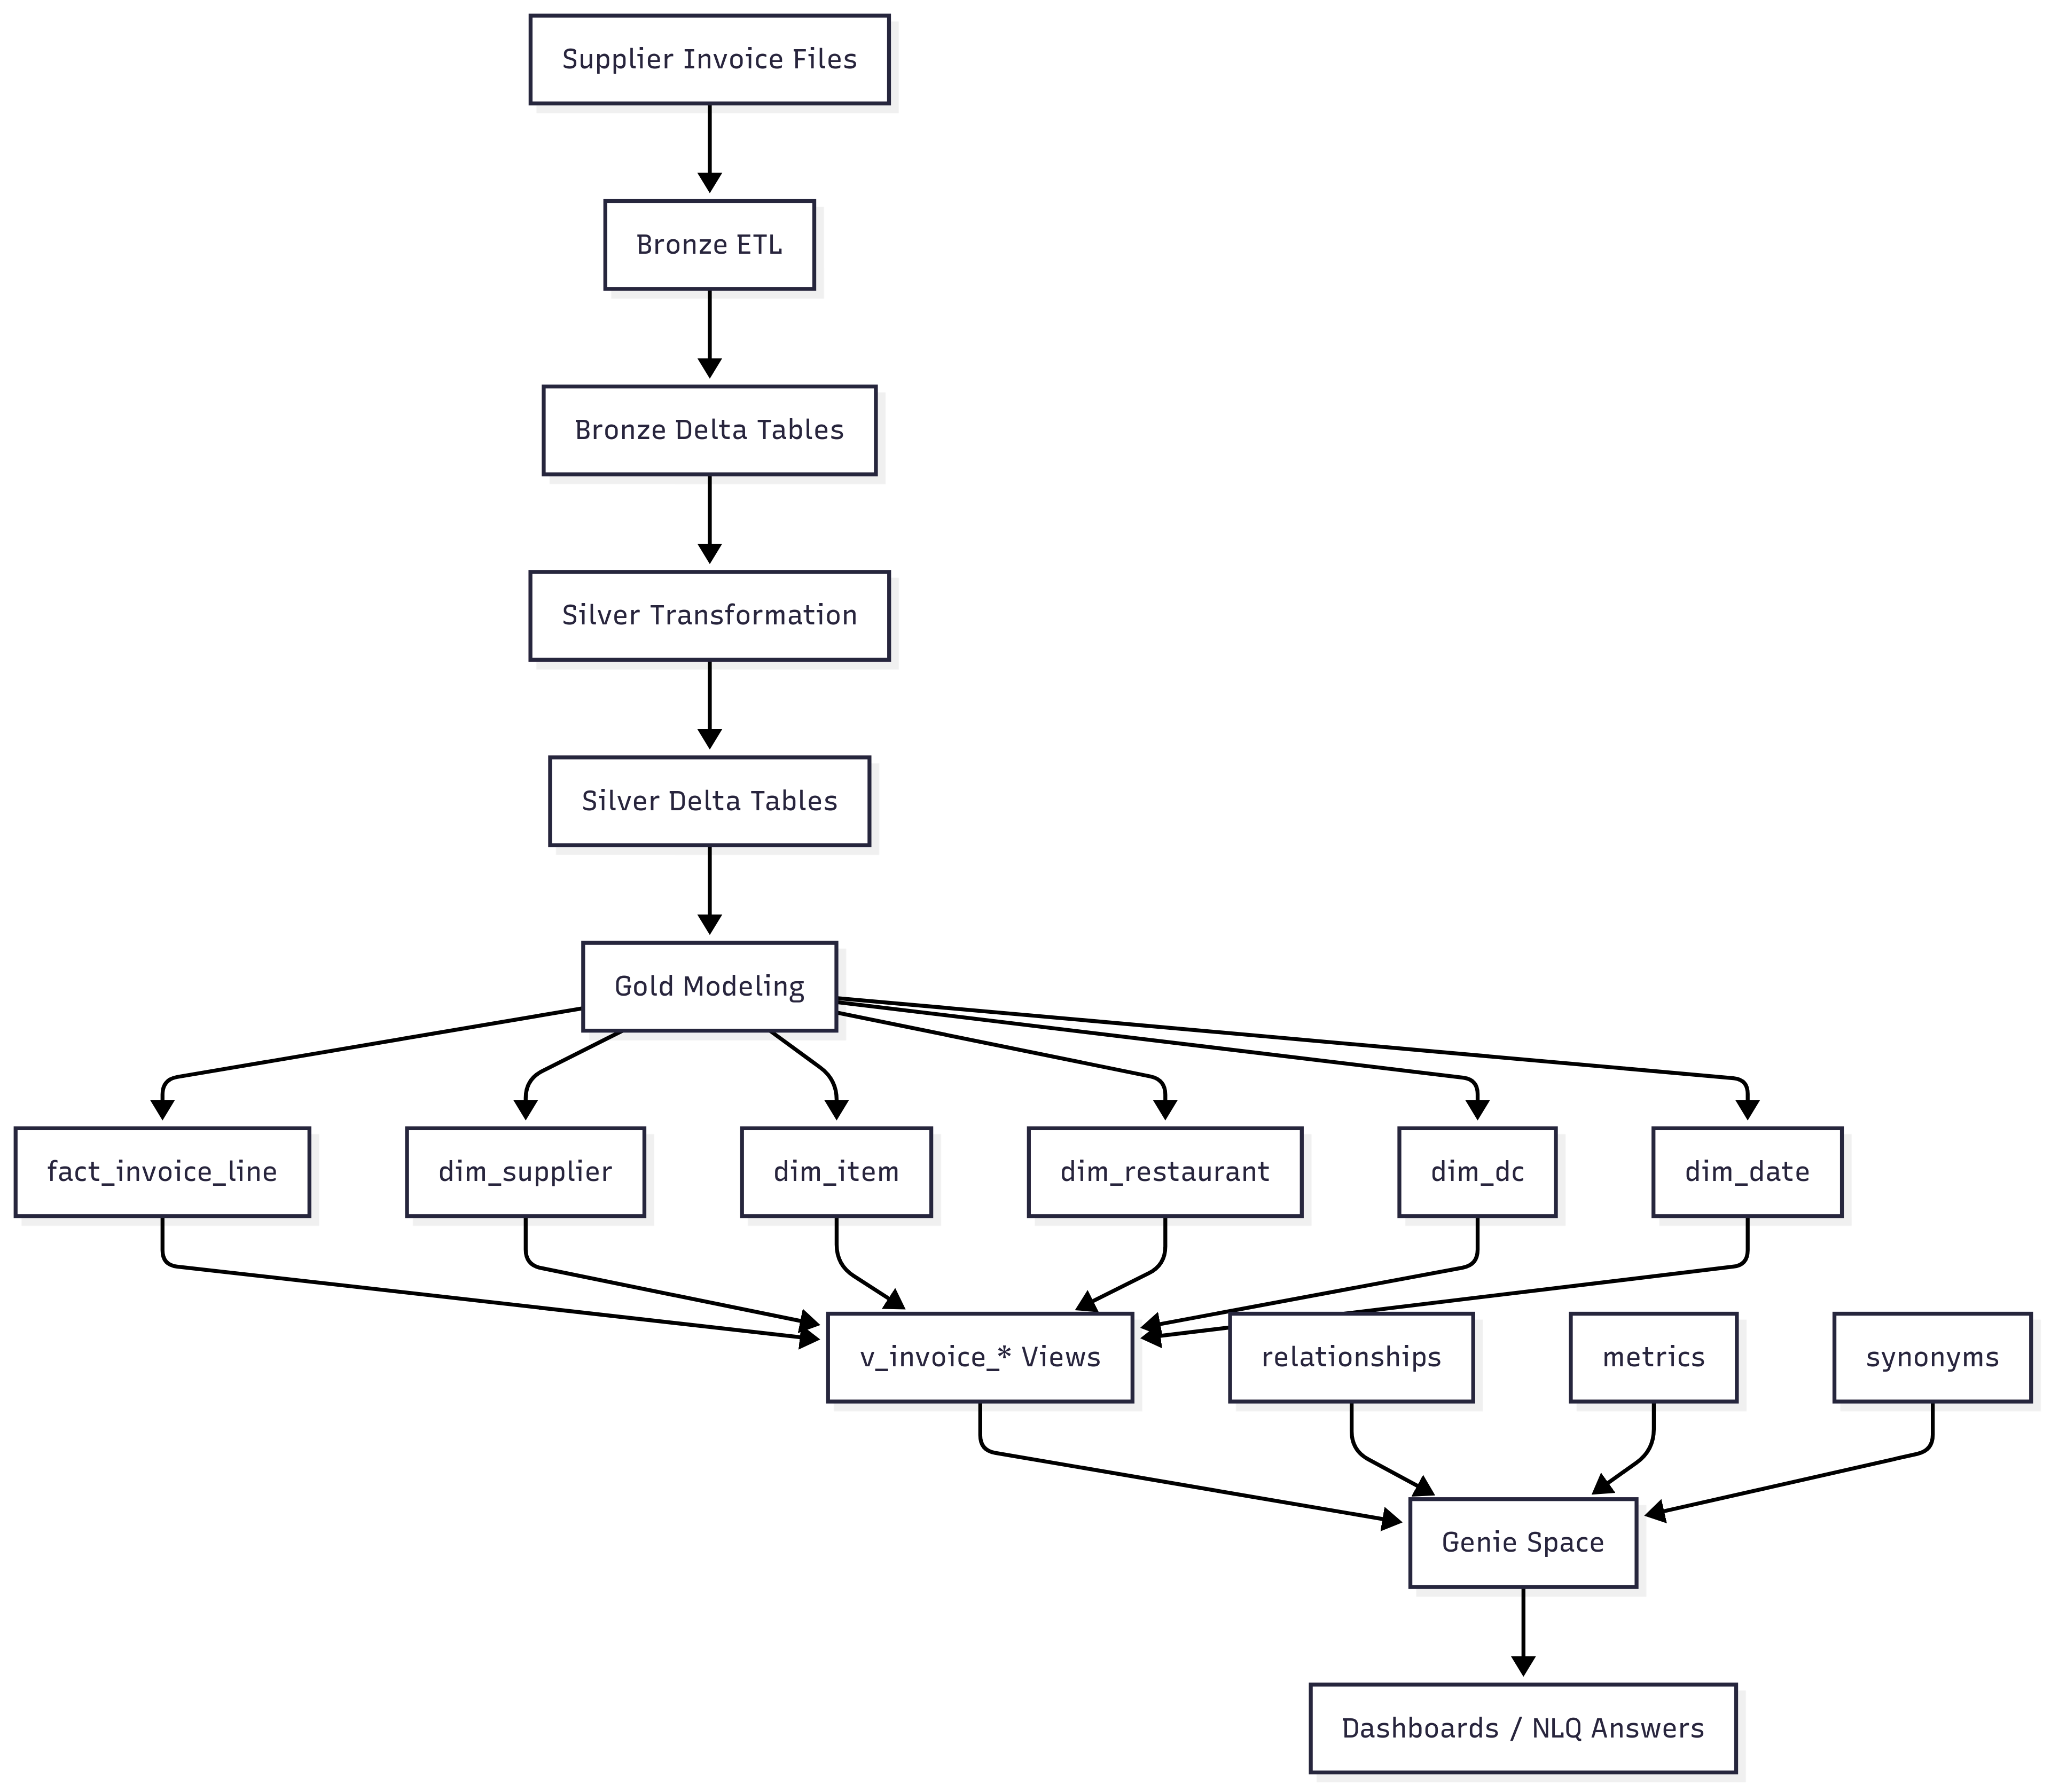 Supplier Invoice Files
Bronze ETL
Bronze Delta Tables
Silver Transformation
Silver Delta Tables
Gold Modeling
fact_invoice_line
dim_supplier
dim_item
dim_restaurant
dim_dc
dim_date
v_invoice_* Views
relationships
metrics
synonyms
Genie Space
Dashboards / NLQ Answers